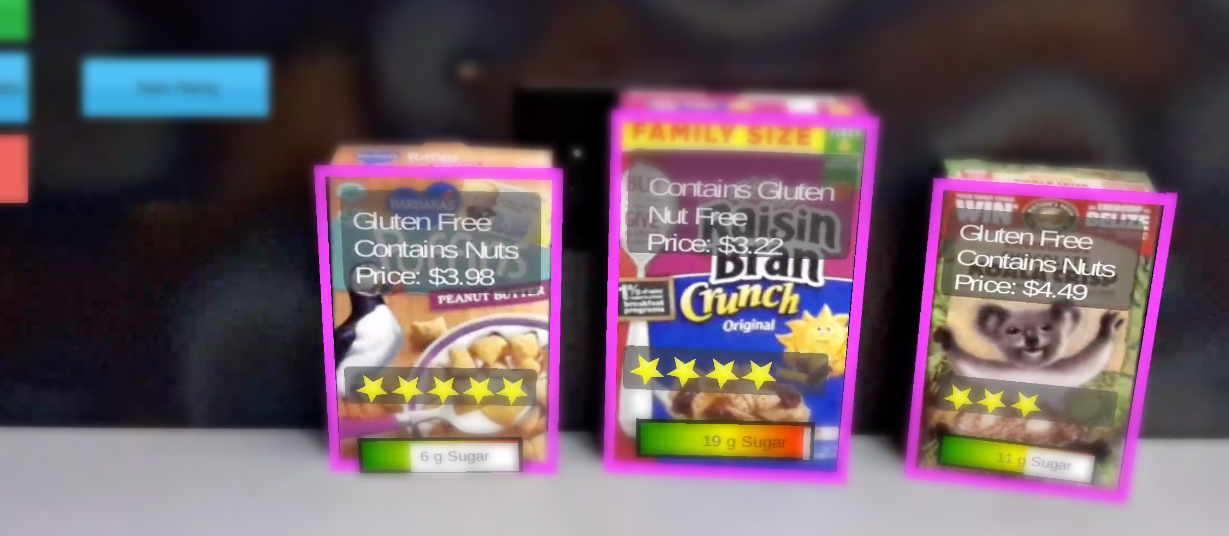 FAMILY SIZE
BARBARA'S
Gluten Free
Contains Nuts
Price: $3.98
PEANUT BUTTER
6 g Sugar
Contains Gluten
Nut Free
Price: $3.22
Raisin
Bran
Crunch
Original
19 g Sugar
WIN
Gluten Free
Contains Nuts
Price: $4.49
11 g Sugar